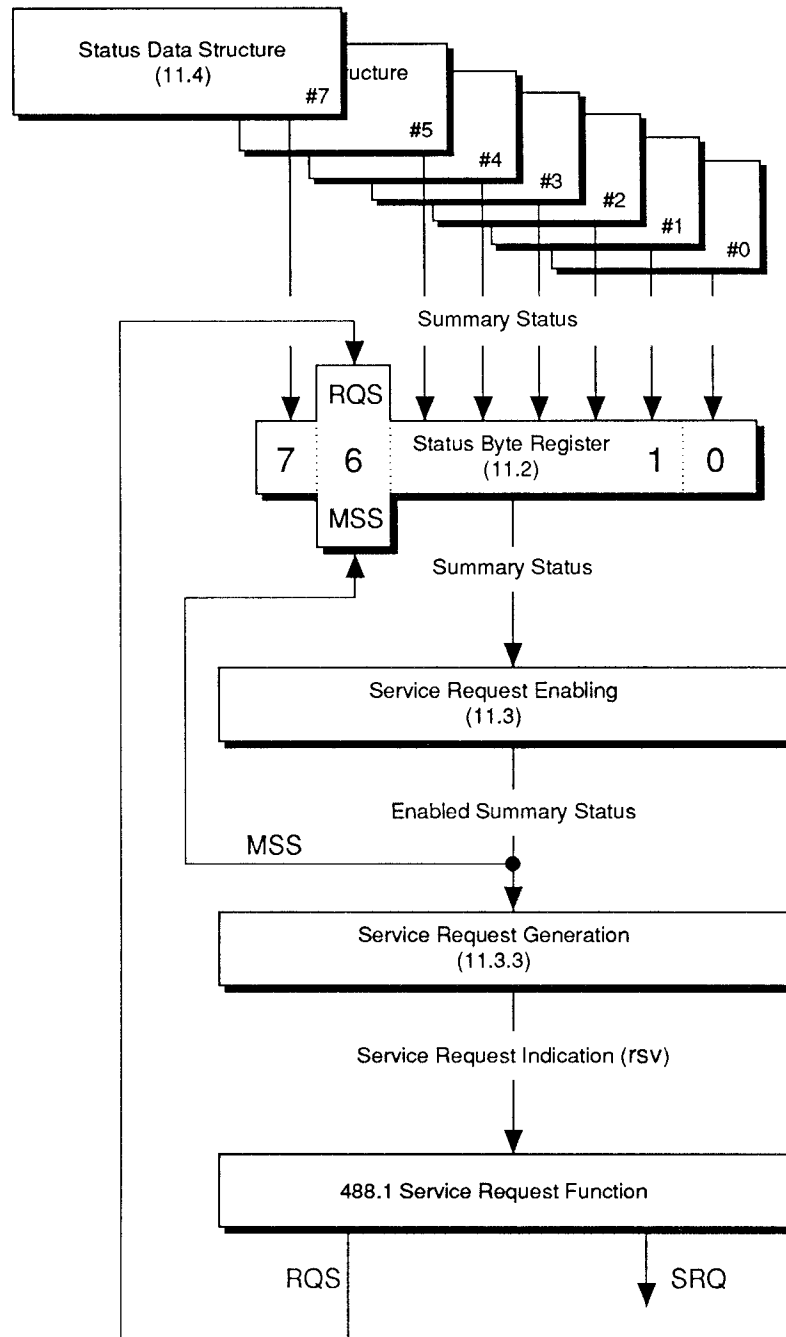 Status Data Structure
(11.4)
#7
ucture
#5
#4
#3
#2
#1
#0
Summary Status
RQS
7 6 Status Byte Register 1 0
(11.2)
MSS
Summary Status
Service Request Enabling
(11.3)
Enabled Summary Status
MSS
Service Request Generation
(11.3.3)
Service Request Indication (rsv)
488.1 Service Request Function
RQS
SRQ